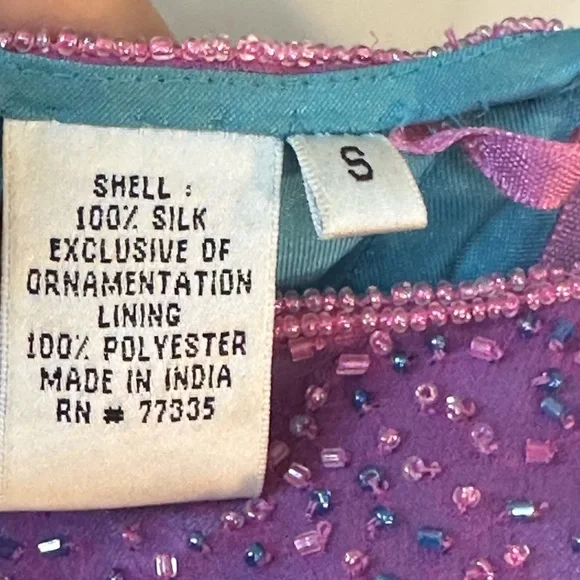 SHELL :
100% SILK
EXCLUSIVE OF
ORNAMENTATION
LINING
100% POLYESTER
MADE IN INDIA
RN # 77335
S